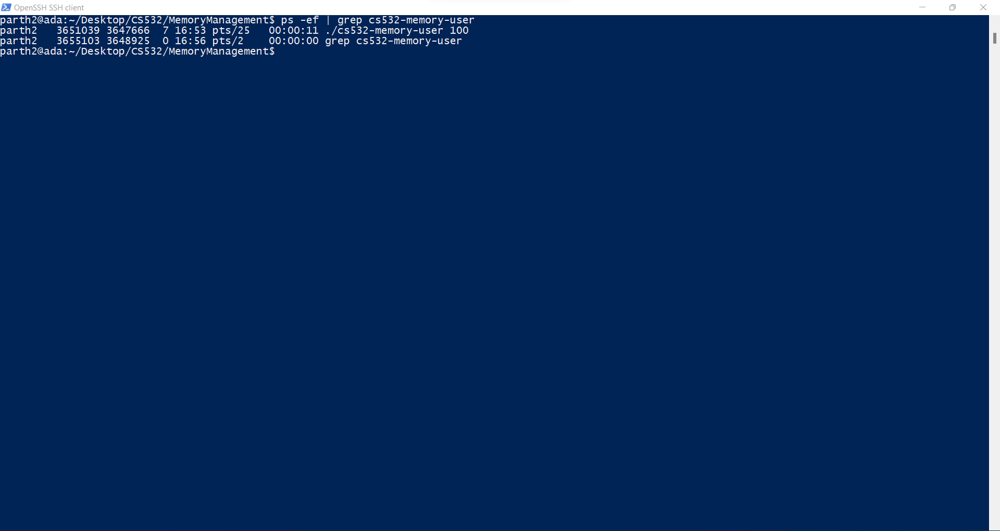 OpenSSH SSH client
parth2@ada:~/Desktop/CS532/MemoryManagement$ ps -ef | grep cs532-memory-user
parth2   3651039 3647666  7 16:53 pts/25   00:00:11 ./cs532-memory-user 100
parth2   3655103 3648925  0 16:56 pts/2    00:00:00 grep cs532-memory-user
parth2@ada:~/Desktop/CS532/MemoryManagement$